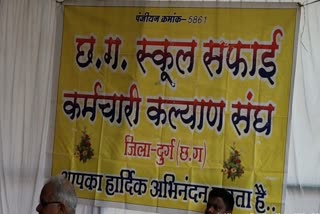 पंजीयन क्रमांक-5861
छ.ग. स्कूल सफाई
कर्मचारी कल्याण संघ
जिला-दुर्ग (छ.ग)
आपका हार्दिक अभिनंदन करता है..